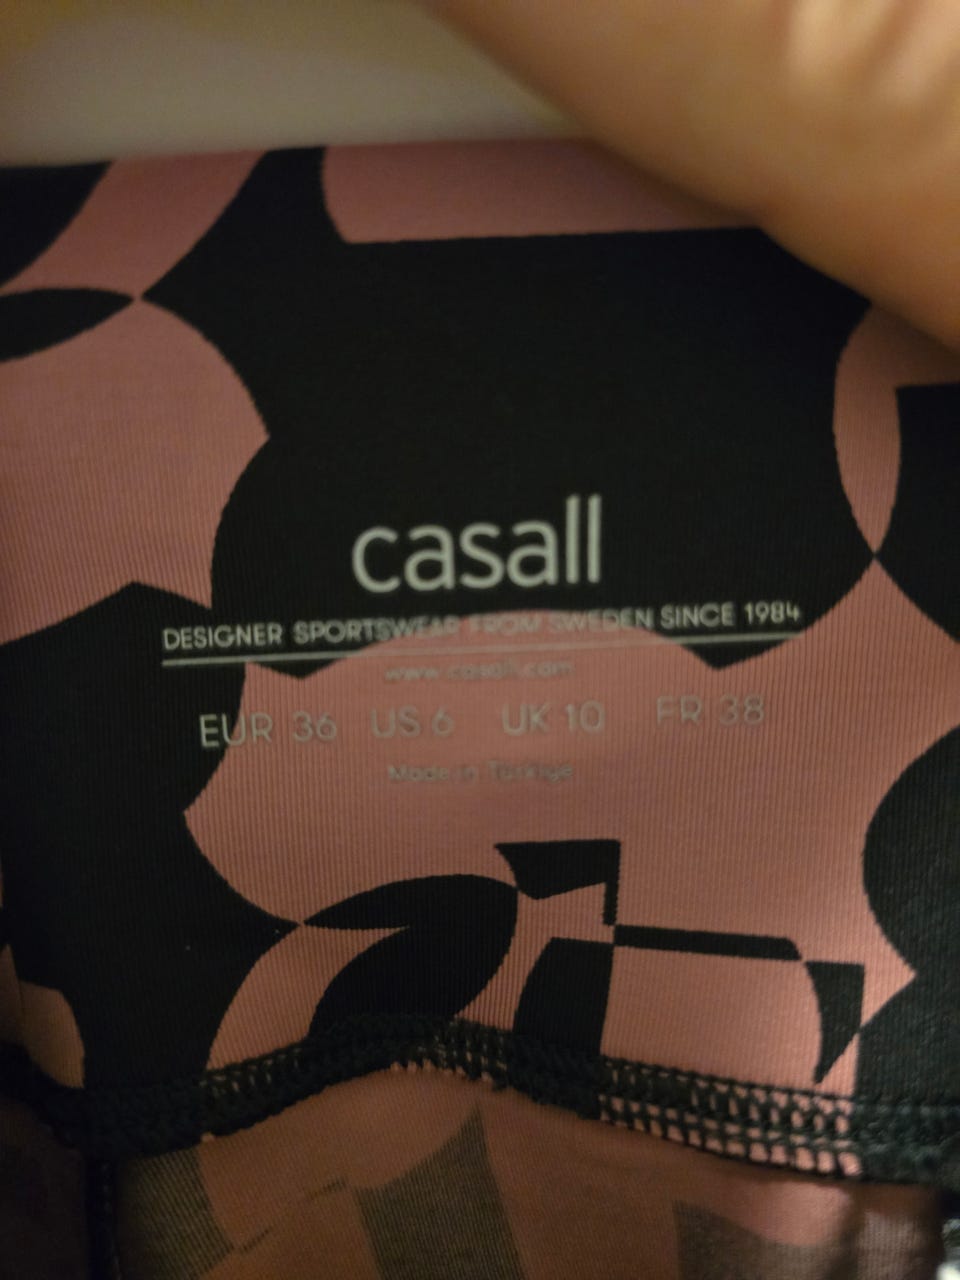 casall
DESIGNER SPORTSWEAR FROM SWEDEN SINCE 1984
www.casall.com
EUR 36 US 6 UK 10 FR 38
Made in Türkiye